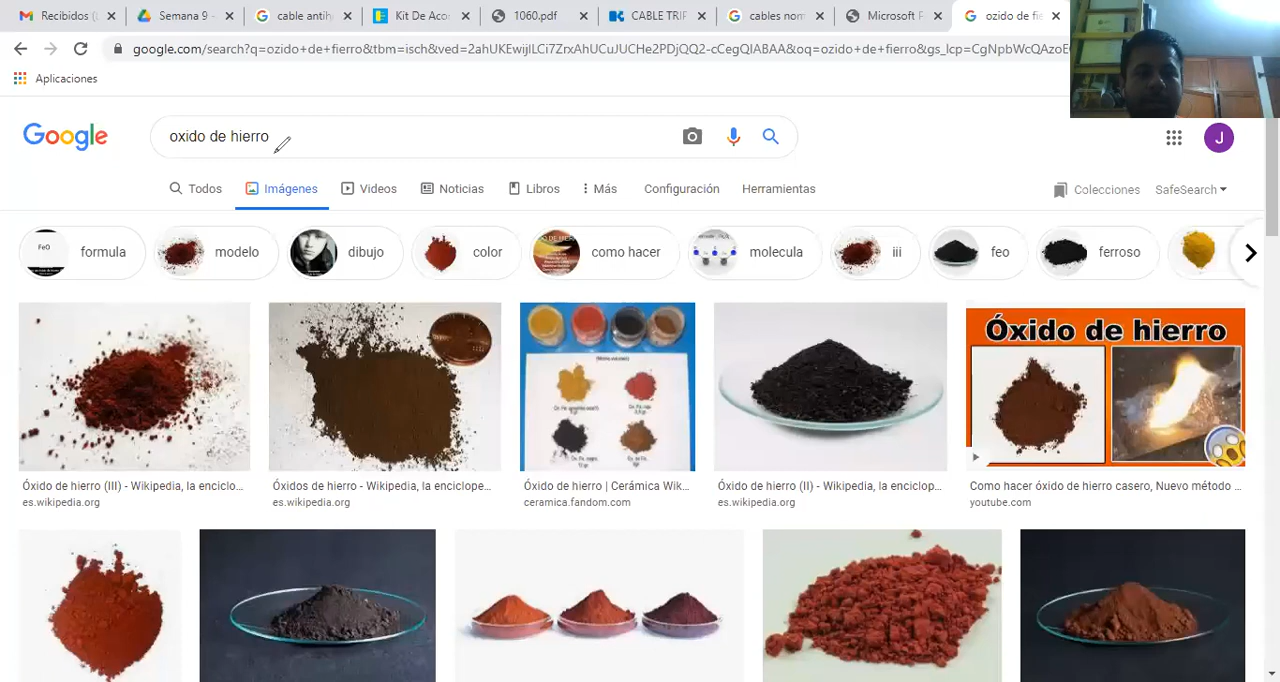 Recibidos (
Semana 9 -
cable antih
Kit De Acor
1060.pdf
CABLE TRIP
cables nom
Microsoft P
ozido de fie
google.com/search?q=ozido+de+fierro&tbm=isch&ved=2ahUKEwijlLCi7ZrxAhUCuJUCHe2PDjQQ2-cCegQIABAA&oq=ozido+de+fierro&gs_lcp=CgNpbWcQAzoE
Aplicaciones
Google
oxido de hierro
J
Todos
Imágenes
Videos
Noticias
Libros
Más
Configuración
Herramientas
Colecciones
SafeSearch
FeO
formula
modelo
dibujo
color
como hacer
molecula
iii
feo
ferroso
Óxido de hierro
Óxido de hierro (III) - Wikipedia, la enciclo...
es.wikipedia.org
Óxidos de hierro - Wikipedia, la enciclope...
es.wikipedia.org
Óxido de hierro | Cerámica Wik...
ceramica.fandom.com
Óxido de hierro (II) - Wikipedia, la enciclop...
es.wikipedia.org
Como hacer óxido de hierro casero, Nuevo método ...
youtube.com